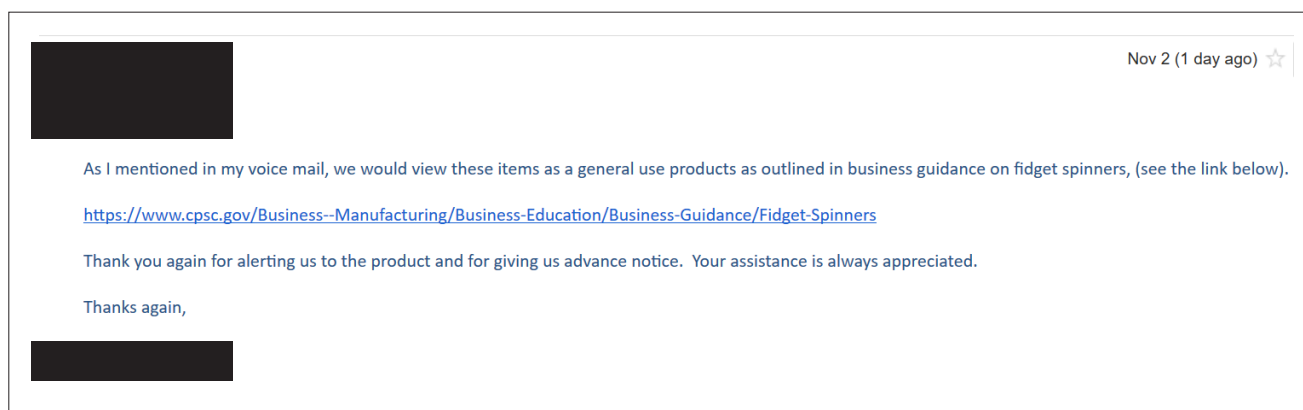 Nov 2 (1 day ago)
As I mentioned in my voice mail, we would view these items as a general use products as outlined in business guidance on fidget spinners, (see the link below).
https://www.cpsc.gov/Business--Manufacturing/Business-Education/Business-Guidance/Fidget-Spinners
Thank you again for alerting us to the product and for giving us advance notice.  Your assistance is always appreciated.
Thanks again,